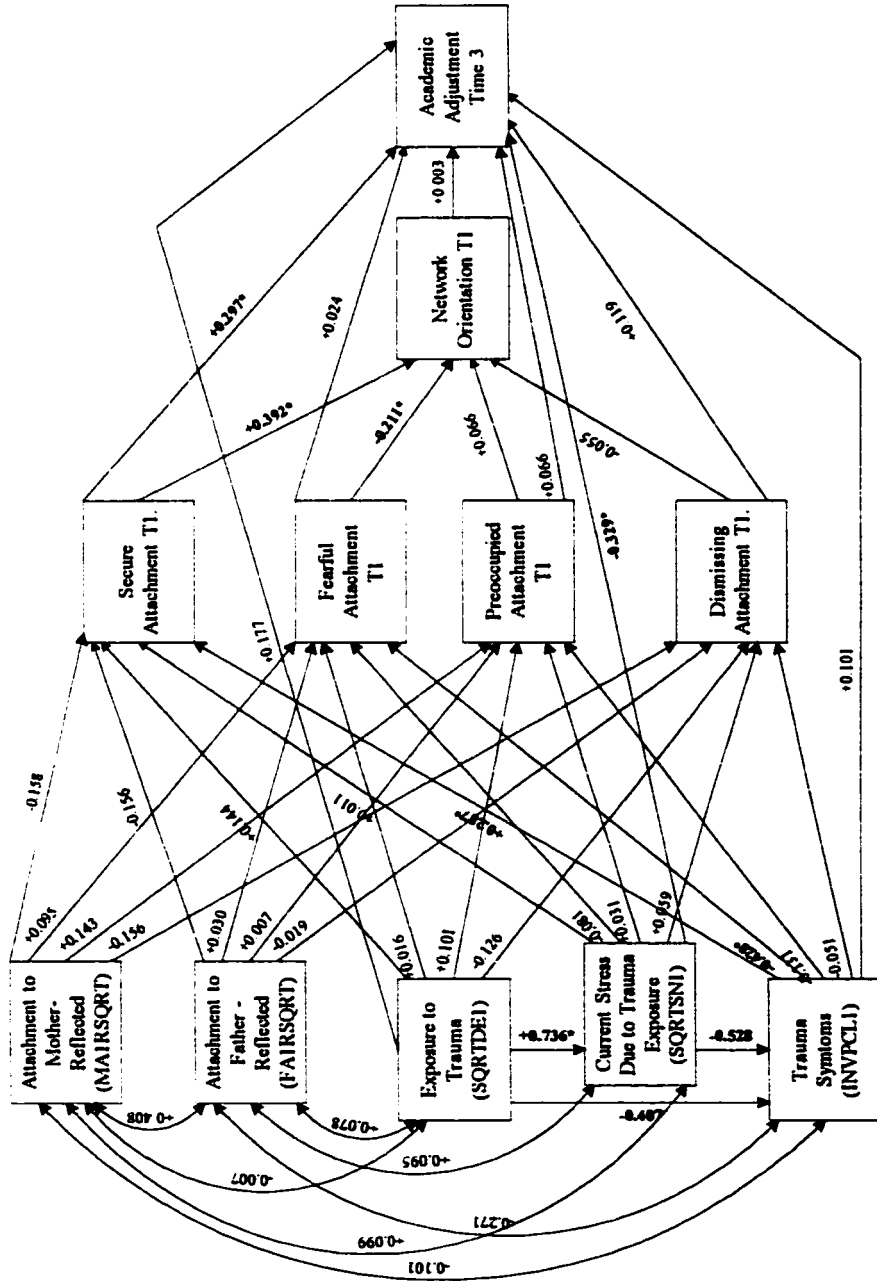 Attachment to
Mother-
Reflected
(MAIRSQRT)
Attachment to
Father -
Reflected
(FAIRSQRT)
Exposure to
Trauma
(SQRTDE1)
Current Stress
Due to Trauma
Exposure
(SQRTSN1)
Trauma
Symtoms
(INVPCL1)
Secure
Attachment T1.
Fearful
Attachment
T1
Preoccupied
Attachment
T1
Dismissing
Attachment T1.
Network
Orientation T1
Academic
Adjustment
Time 3
+0.408
+0.078
-0.007
+0.095
+0.099
-0.271
-0.101
+0.736*
-0.528
-0.407
-0.158
+0.095
+0.143
-0.156
-0.156
+0.030
+0.007
-0.019
+0.144
+0.016
+0.101
-0.126
+0.177
+0.011
+0.031
+0.059
-0.051
+0.297*
+0.024
+0.392*
-0.211*
+0.066
-0.055
+0.066
-0.329*
+0.119
+0.101
+0.003